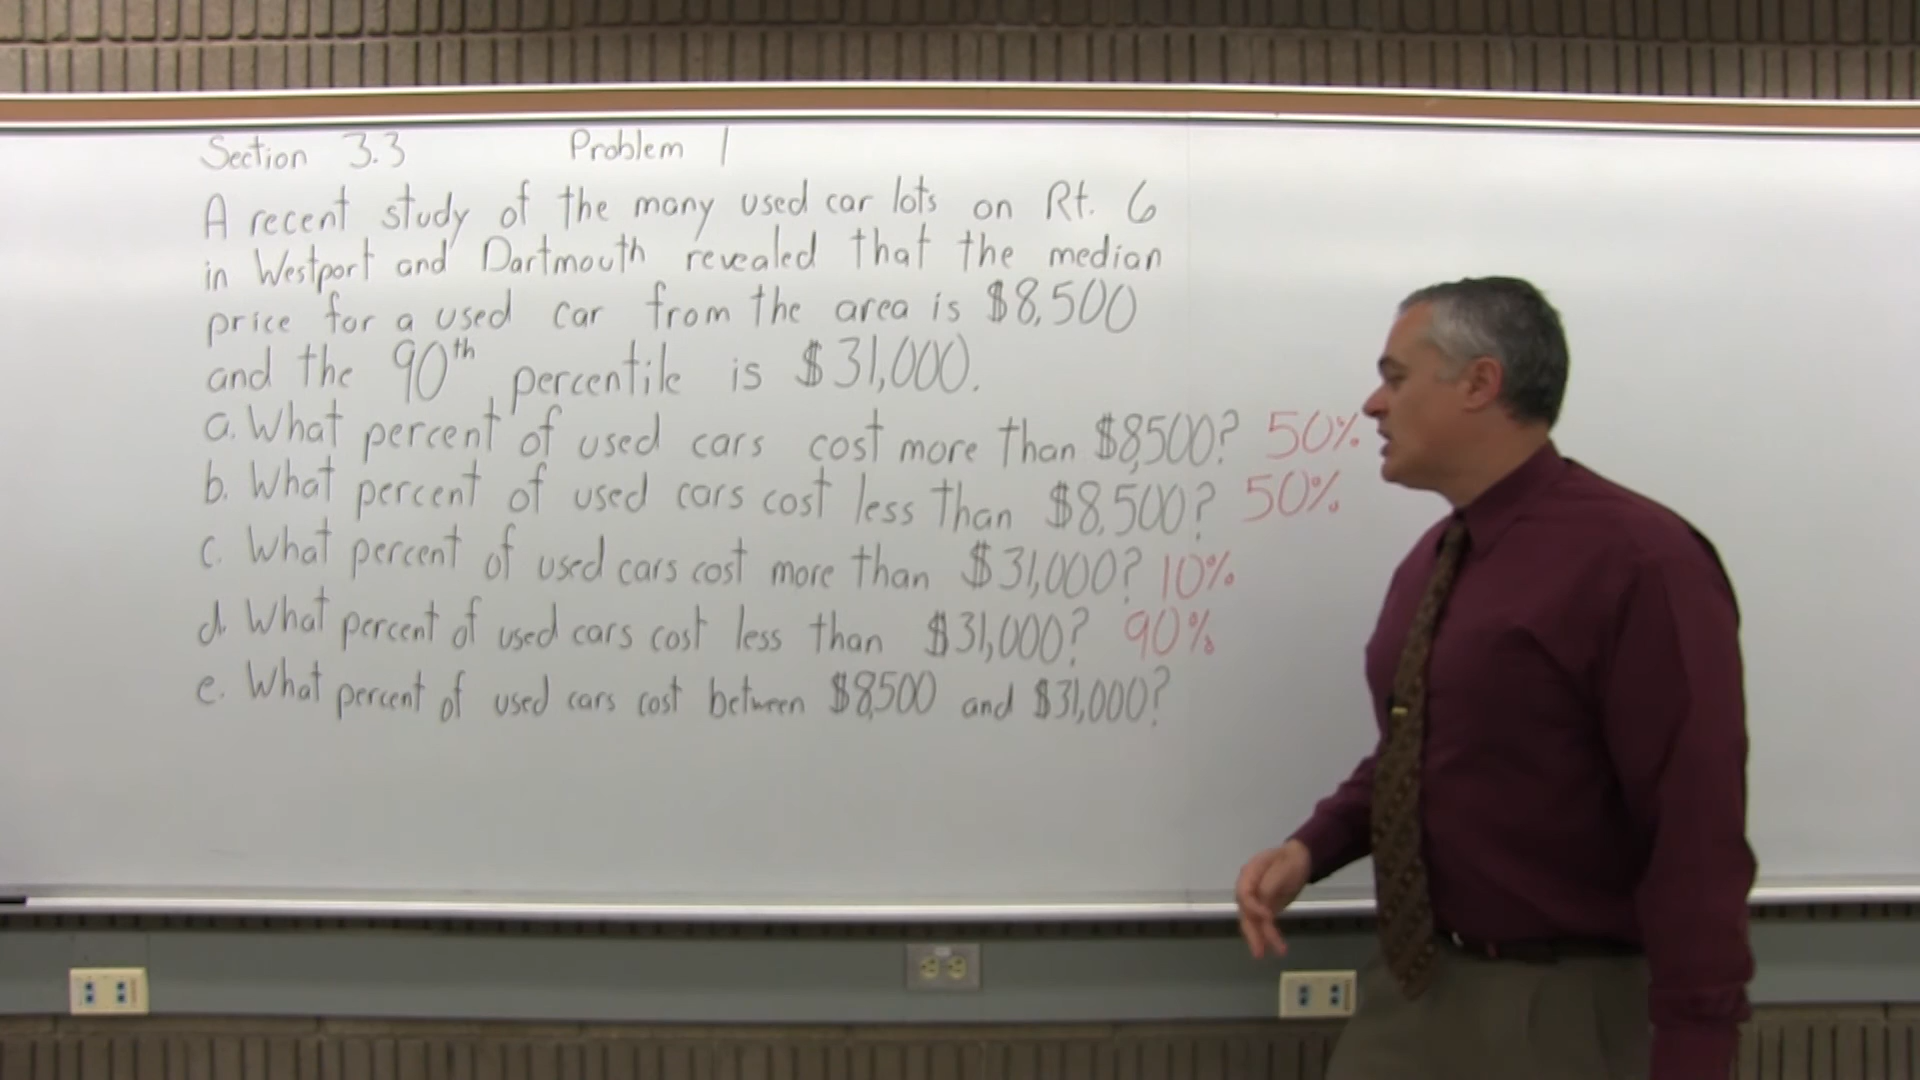 Section 3.3 Problem 1
A recent study of the many used car lots on Rt. 6
in Westport and Dartmouth revealed that the median
price for a used car from the area is $8,500
and the 90th percentile is $31,000.
a. What percent of used cars cost more than $8,500? 50%
b. What percent of used cars cost less than $8,500? 50%
c. What percent of used cars cost more than $31,000? 10%
d. What percent of used cars cost less than $31,000? 90%
e. What percent of used cars cost between $8,500 and $31,000?